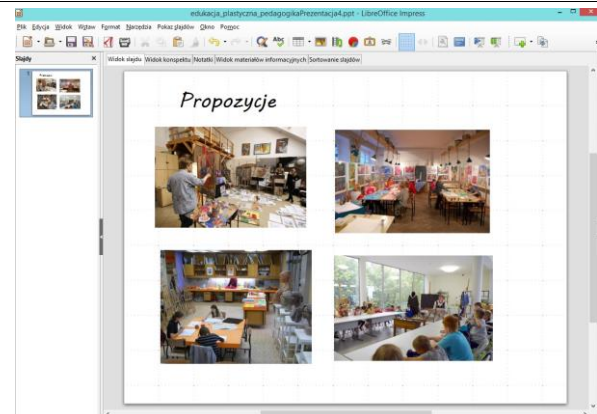 edukacja_plastyczna_pedagogikaPrezentacja4.ppt - LibreOffice Impress
Plik Edycja Widok Wstaw Format Narzędzia Pokaz slajdów Okno Pomoc
Slajdy
Widok slajdu Widok konspektu Notatki Widok materiałów informacyjnych Sortowanie slajdów
Propozycje